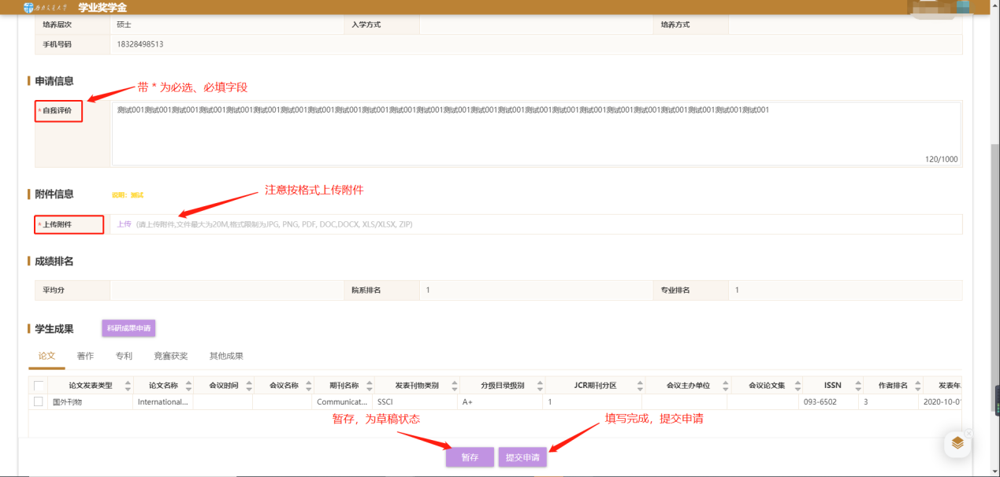 学业奖学金
培养层次 硕士 入学方式 培养方式
手机号码 18328498513
申请信息
带 * 为必选、必填字段
* 自我评价 测试001测试001测试001测试001测试001测试001测试001测试001测试001测试001测试001测试001测试001测试001测试001测试001测试001测试001测试001测试001测试001测试001测试001测试001
120/1000
附件信息 说明：测试
注意按格式上传附件
* 上传附件 上传 (请上传附件,文件最大为20M,格式限制为JPG, PNG, PDF, DOC,DOCX, XLS/XLSX, ZIP)
成绩排名
平均分 院系排名 1 专业排名 1
学生成果 科研成果申请
论文 著作 专利 竞赛获奖 其他成果
论文发表类型 论文名称 会议时间 会议名称 期刊名称 发表刊物类别 分级目录级别 JCR期刊分区 会议主办单位 会议论文集 ISSN 作者排名 发表年
国外刊物 International... Communicat... SSCI A+ 1 093-6502 3 2020-10-01
暂存，为草稿状态
填写完成，提交申请
暂存 提交申请